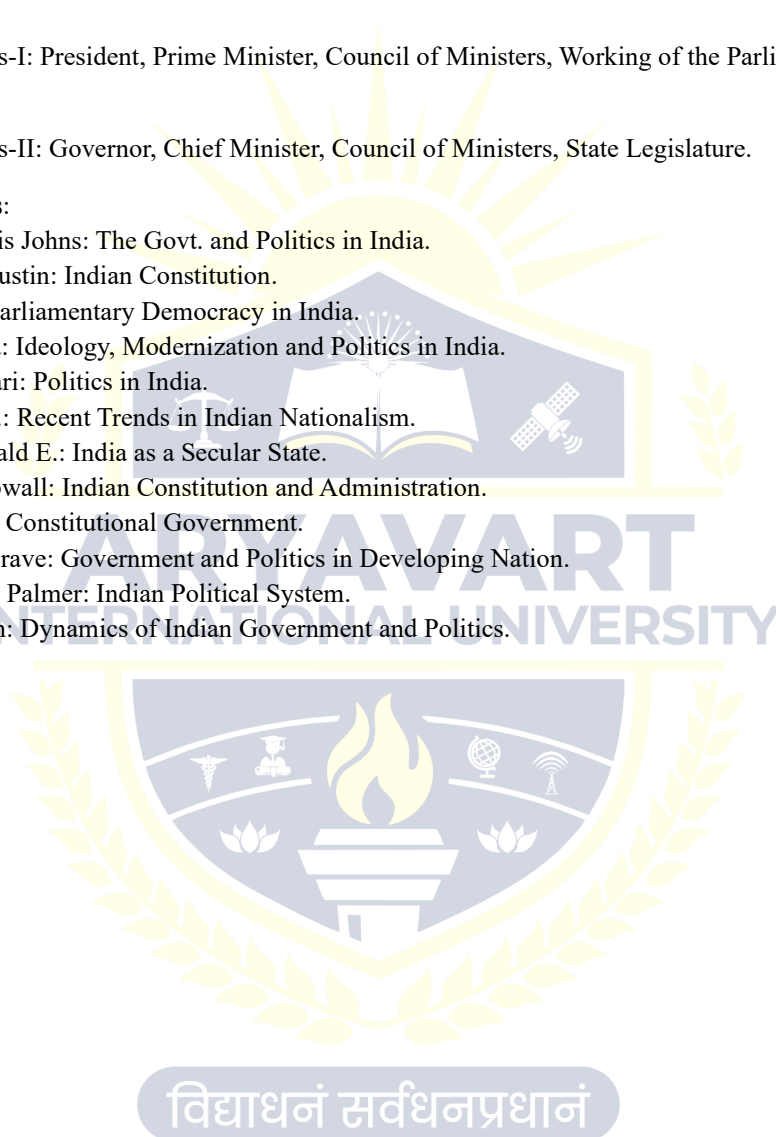 s-I: President, Prime Minister, Council of Ministers, Working of the Parli
s-II: Governor, Chief Minister, Council of Ministers, State Legislature.
s:
is Johns: The Govt. and Politics in India.
ustin: Indian Constitution.
arliamentary Democracy in India.
: Ideology, Modernization and Politics in India.
ari: Politics in India.
.: Recent Trends in Indian Nationalism.
ald E.: India as a Secular State.
owall: Indian Constitution and Administration.
Constitutional Government.
rave: Government and Politics in Developing Nation.
Palmer: Indian Political System.
n: Dynamics of Indian Government and Politics.
ARYAVART
INTERNATIONAL UNIVERSITY
विद्याधनं सर्वधनप्रधानं